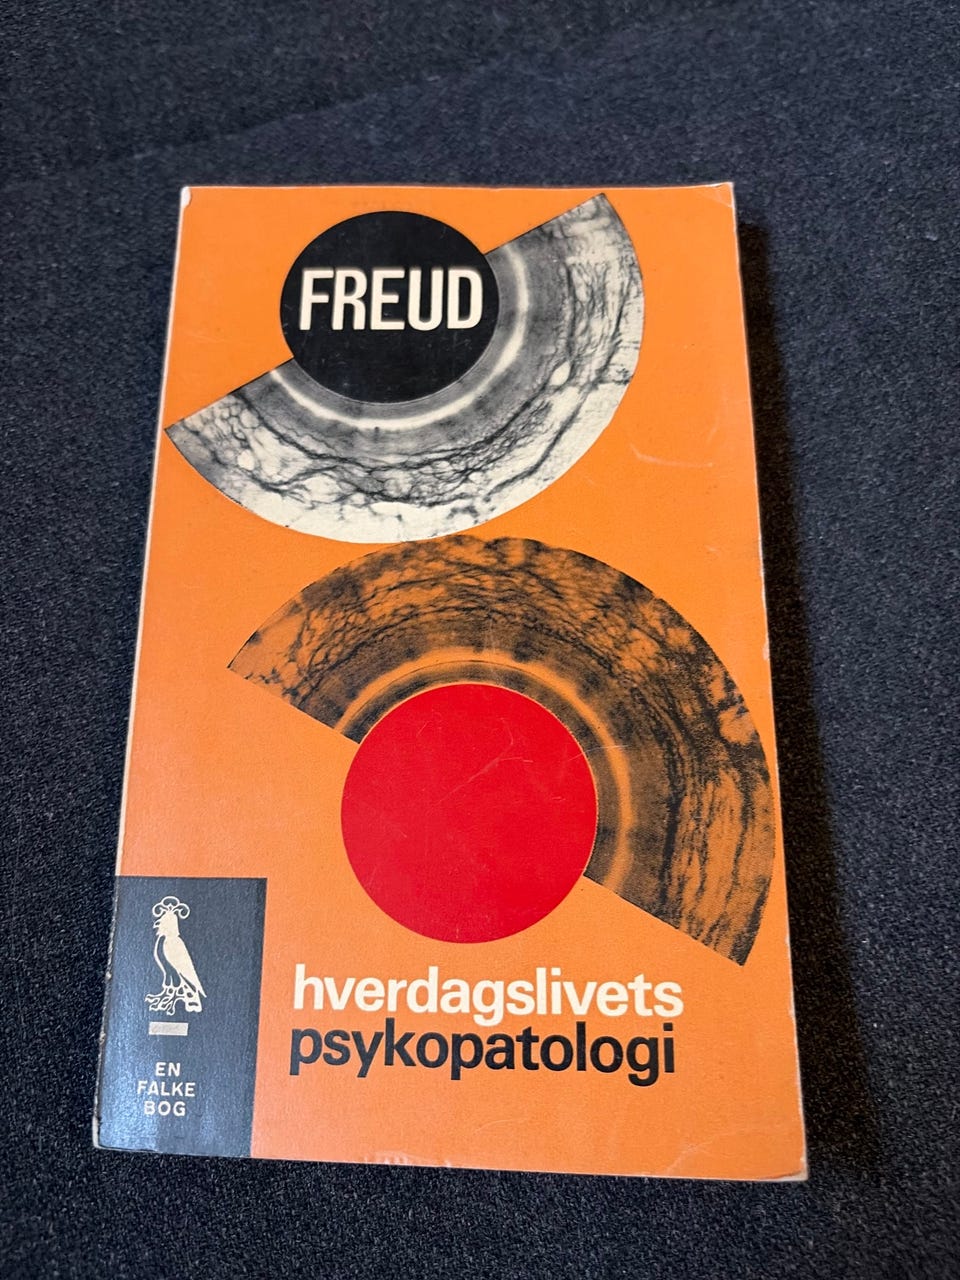 FREUD
hverdagslivets
psykopatologi
EN
FALKE
BOG